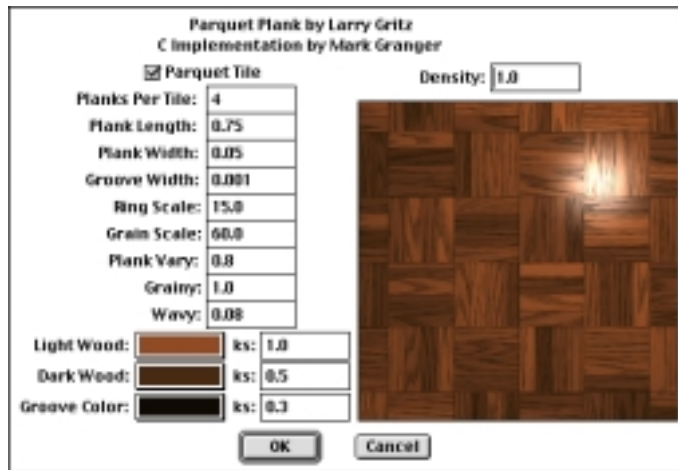 Parquet Plank by Larry Gritz
C Implementation by Mark Granger
Parquet Tile
Density: 1.0
Planks Per Tile: 4
Plank Length: 0.75
Plank Width: 0.05
Groove Width: 0.001
Ring Scale: 15.0
Grain Scale: 60.0
Plank Vary: 0.8
Grainy: 1.0
Wavy: 0.08
Light Wood: ks: 1.0
Dark Wood: ks: 0.5
Groove Color: ks: 0.3
OK Cancel